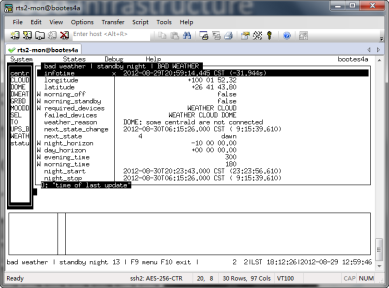 rts2-mon@bootes4a
File Edit View Options Transfer Script Tools Help
Enter host <Alt+R>
rts2-mon@bootes4a
System States Debug Help bootes4a
bad weather | standby night | BAD WEATHER
centr infotime x 2012-08-29T20:59:14,445 CST (-31,944s)
CLOUD longitude +100 01 52,32
DOME latitude +26 41 43,80
DWEAT W morning_off false
GRBD W morning_standby false
MOODD W required_devices WEATHER CLOUD
SEL failed_devices WEATHER CLOUD DOME
TO weather_reason DOME; some centrald are not connected
UPS_B next_state_change 2012-08-30T06:15:26,000 CST ( 9:15:39,610)
WEATH next_state 4 dawn
statu W night_horizon -10 00 00,00
W day_horizon +00 00 00,00
W evening_time 300
W morning_time 180
night_start 2012-08-30T20:23:43,000 CST (23:23:56,610)
night_stop 2012-08-30T06:15:26,000 CST ( 9:15:39,610)
D: "time of last update"
bad weather | standby night 13 | F9 menu F10 exit | 2 2|LST 18:12:26|2012-08-29 12:59:46
Ready ssh2: AES-256-CTR 20, 8 30 Rows, 97 Cols VT100 CAP NUM